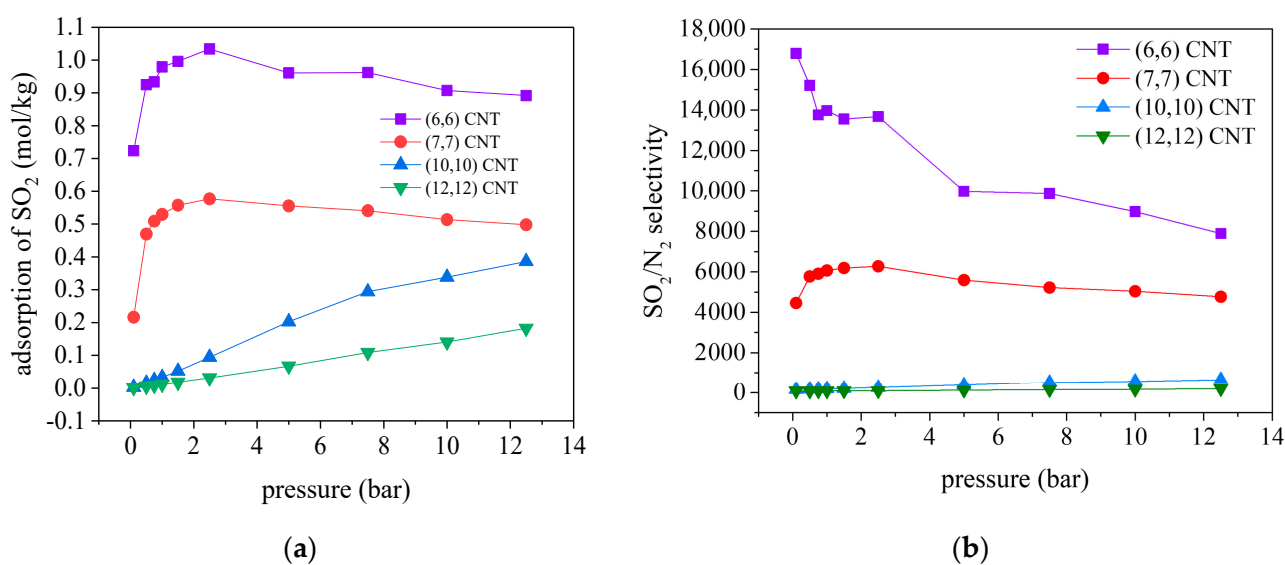 1.1
1.0
0.9
0.8
0.7
0.6
0.5
0.4
0.3
0.2
0.1
0.0
-0.1
adsorption of SO₂ (mol/kg)
(6,6) CNT
(7,7) CNT
(10,10) CNT
(12,12) CNT
0 2 4 6 8 10 12 14
pressure (bar)
(a)
18,000
16,000
14,000
12,000
10,000
8000
6000
4000
2000
0
SO₂/N₂ selectivity
(6,6) CNT
(7,7) CNT
(10,10) CNT
(12,12) CNT
0 2 4 6 8 10 12 14
pressure (bar)
(b)